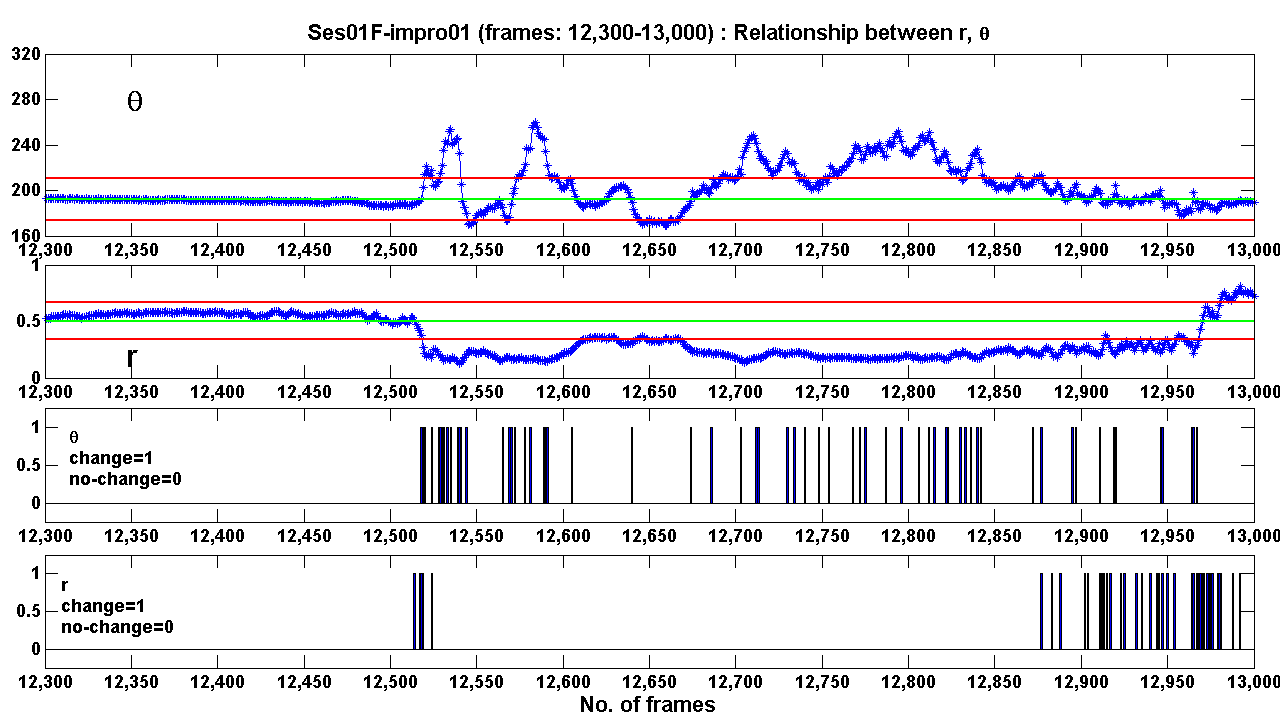 Ses01F-impro01 (frames: 12,300-13,000) : Relationship between r, θ
320
280
240
200
160
θ
12,300 12,350 12,400 12,450 12,500 12,550 12,600 12,650 12,700 12,750 12,800 12,850 12,900 12,950 13,000
1
0.5
0
r
12,300 12,350 12,400 12,450 12,500 12,550 12,600 12,650 12,700 12,750 12,800 12,850 12,900 12,950 13,000
1
0.5
0
θ
change=1
no-change=0
12,300 12,350 12,400 12,450 12,500 12,550 12,600 12,650 12,700 12,750 12,800 12,850 12,900 12,950 13,000
1
0.5
0
r
change=1
no-change=0
12,300 12,350 12,400 12,450 12,500 12,550 12,600 12,650 12,700 12,750 12,800 12,850 12,900 12,950 13,000
No. of frames